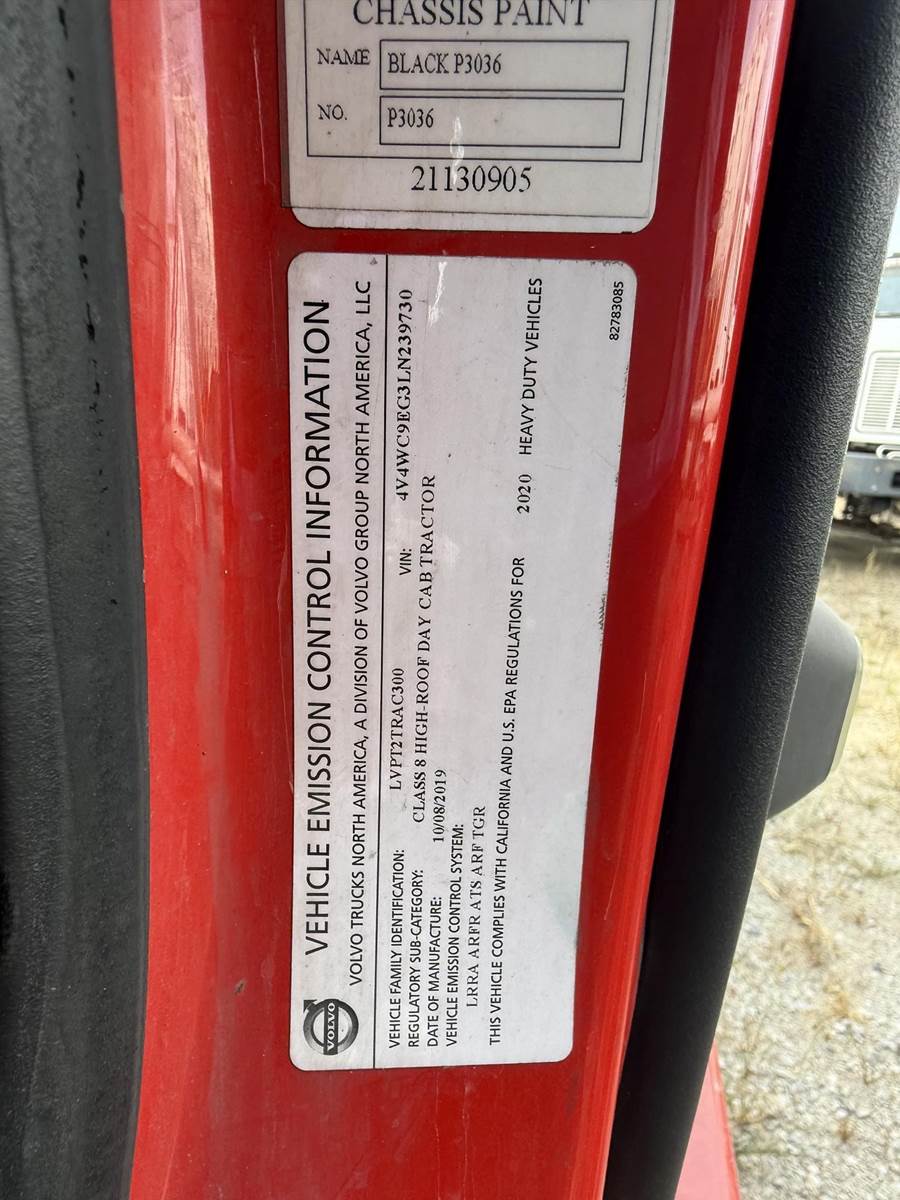 CHASSIS PAINT
NAME BLACK P3036
NO. P3036
21130905
VOLVO
VEHICLE EMISSION CONTROL INFORMATION
VOLVO TRUCKS NORTH AMERICA, A DIVISION OF VOLVO GROUP NORTH AMERICA, LLC
VEHICLE FAMILY IDENTIFICATION: LVPT2TRAC300 VIN: 4V4WC9EG3LN239730
REGULATORY SUB-CATEGORY: CLASS 8 HIGH-ROOF DAY CAB TRACTOR
DATE OF MANUFACTURE: 10/08/2019
VEHICLE EMISSION CONTROL SYSTEM:
LRRA ARFR ATS ARF TGR
THIS VEHICLE COMPLIES WITH CALIFORNIA AND U.S. EPA REGULATIONS FOR 2020 HEAVY DUTY VEHICLES
82783085